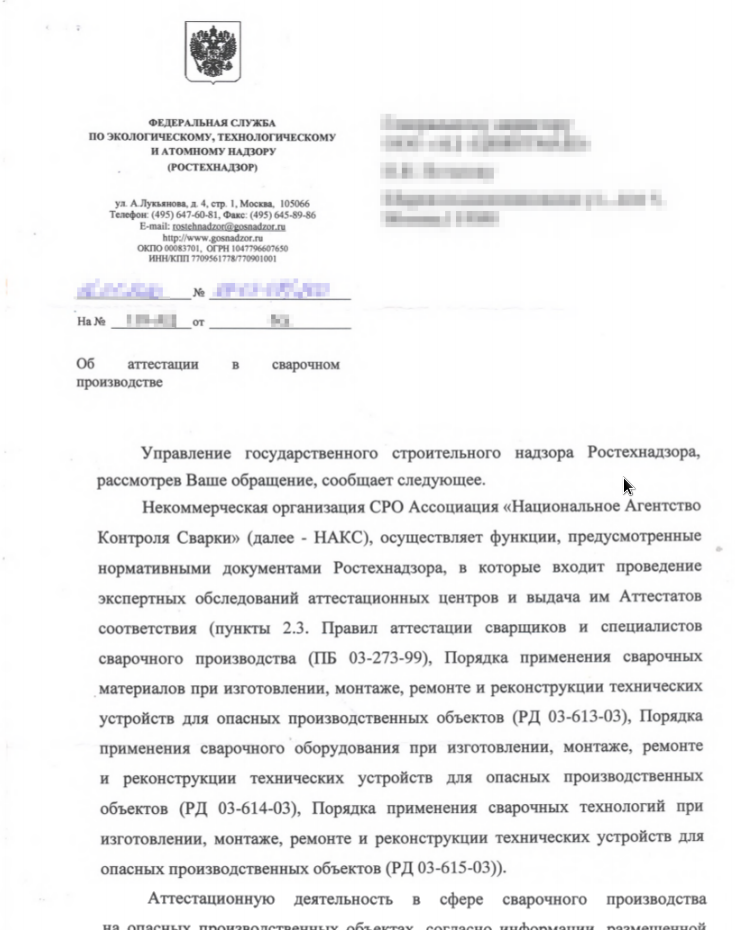 ФЕДЕРАЛЬНАЯ СЛУЖБА
ПО ЭКОЛОГИЧЕСКОМУ, ТЕХНОЛОГИЧЕСКОМУ
И АТОМНОМУ НАДЗОРУ
(РОСТЕХНАДЗОР)
ул. А.Лукьянова, д. 4, стр. 1, Москва, 105066
Телефон: (495) 647-60-81, Факс: (495) 645-89-86
E-mail: rostehnadzor@gosnadzor.ru
http://www.gosnadzor.ru
ОКПО 00083701, ОГРН 1047796607650
ИНН/КПП 7709561778/770901001
№
На № от
Об аттестации в сварочном
производстве
Управление государственного строительного надзора Ростехнадзора,
рассмотрев Ваше обращение, сообщает следующее.
Некоммерческая организация СРО Ассоциация «Национальное Агентство
Контроля Сварки» (далее - НАКС), осуществляет функции, предусмотренные
нормативными документами Ростехнадзора, в которые входит проведение
экспертных обследований аттестационных центров и выдача им Аттестатов
соответствия (пункты 2.3. Правил аттестации сварщиков и специалистов
сварочного производства (ПБ 03-273-99), Порядка применения сварочных
материалов при изготовлении, монтаже, ремонте и реконструкции технических
устройств для опасных производственных объектов (РД 03-613-03), Порядка
применения сварочного оборудования при изготовлении, монтаже, ремонте
и реконструкции технических устройств для опасных производственных
объектов (РД 03-614-03), Порядка применения сварочных технологий при
изготовлении, монтаже, ремонте и реконструкции технических устройств для
опасных производственных объектов (РД 03-615-03)).
Аттестационную деятельность в сфере сварочного производства
на опасных производственных объектах, согласно информации, размещенной